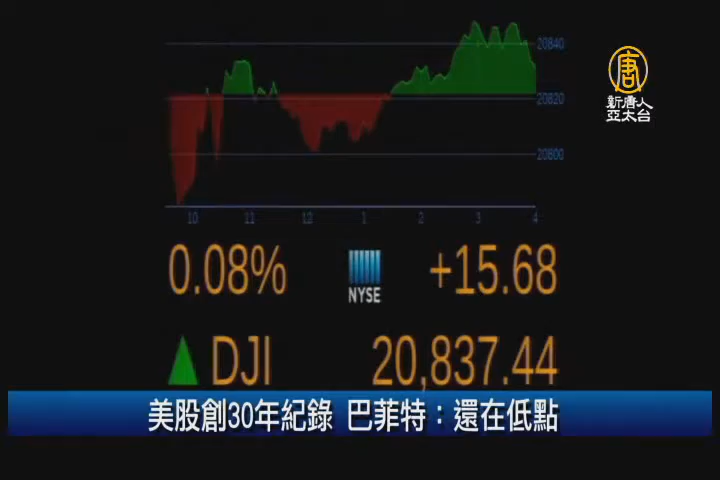 20840
唐
新唐人
亞太台
20820
20800
10 11 12 1 2 3 4
0.08% NYSE +15.68
DJI 20,837.44
美股創30年紀錄 巴菲特：還在低點